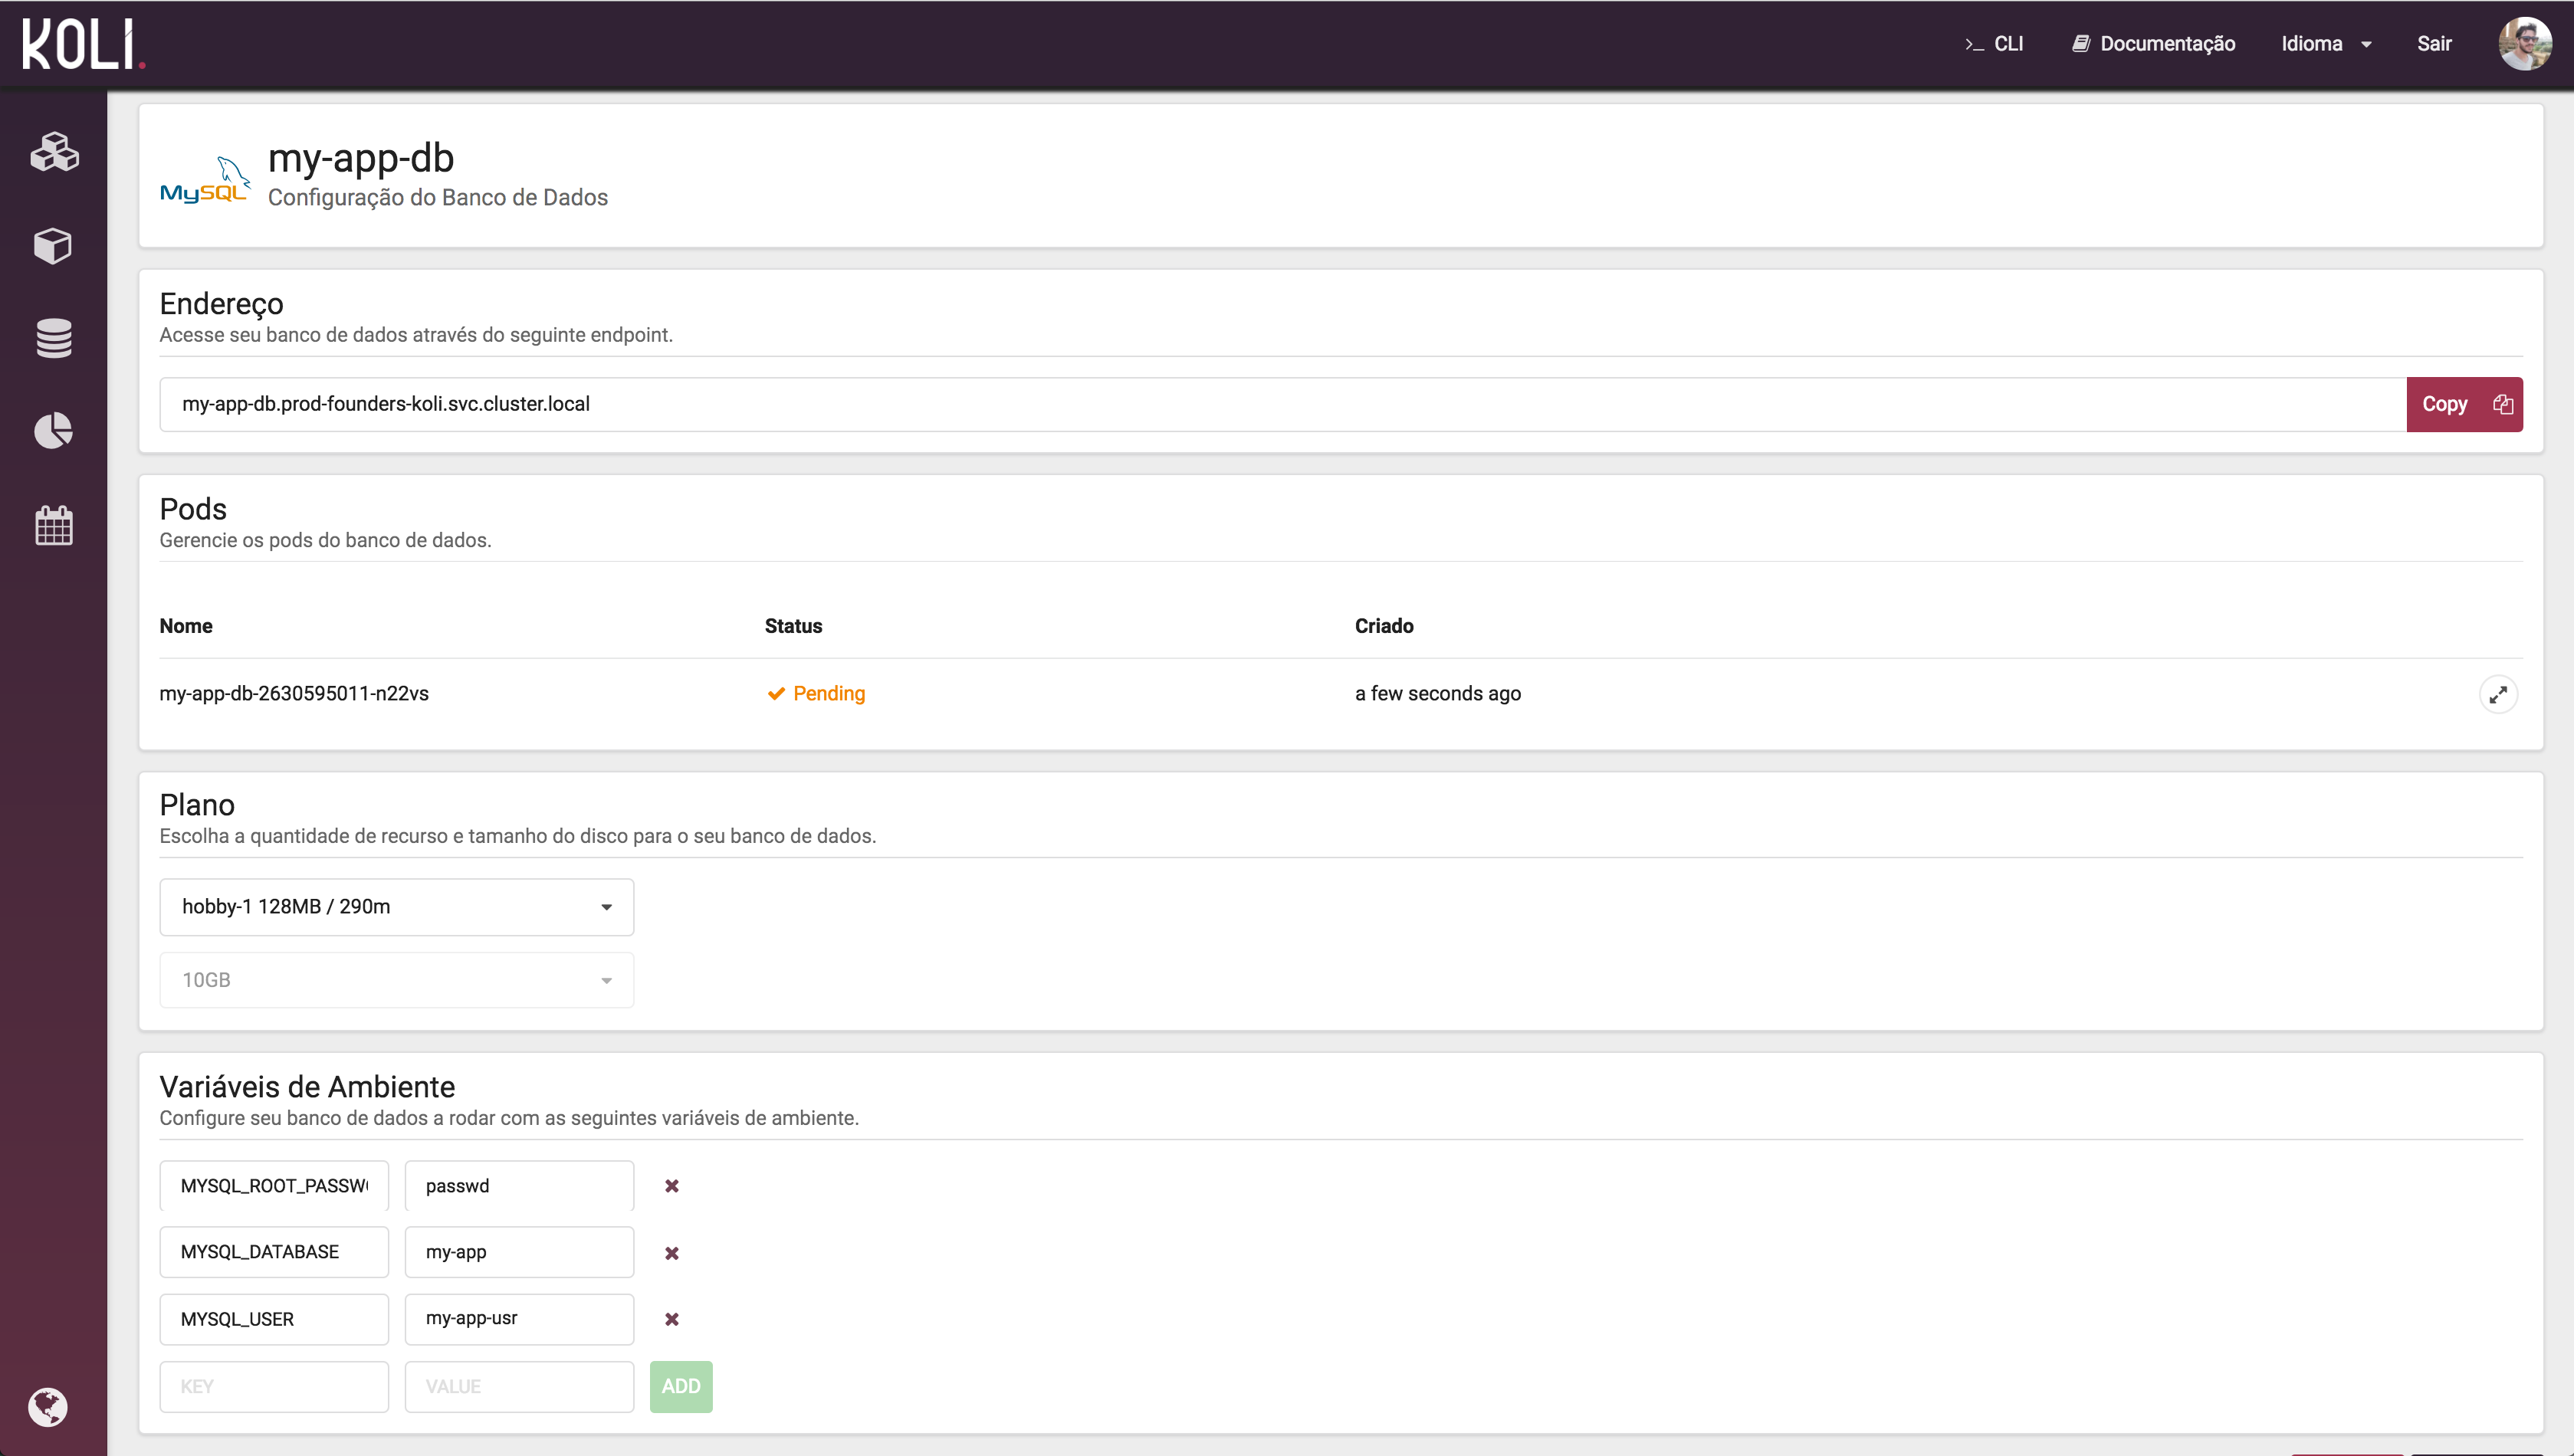 KOLI.
>_ CLI
Documentação
Idioma
Sair
MySQL
my-app-db
Configuração do Banco de Dados
Endereço
Acesse seu banco de dados através do seguinte endpoint.
my-app-db.prod-founders-koli.svc.cluster.local
Copy
Pods
Gerencie os pods do banco de dados.
Nome Status Criado
my-app-db-2630595011-n22vs Pending a few seconds ago
Plano
Escolha a quantidade de recurso e tamanho do disco para o seu banco de dados.
hobby-1 128MB / 290m
10GB
Variáveis de Ambiente
Configure seu banco de dados a rodar com as seguintes variáveis de ambiente.
MYSQL_ROOT_PASSW passwd
MYSQL_DATABASE my-app
MYSQL_USER my-app-usr
KEY VALUE ADD